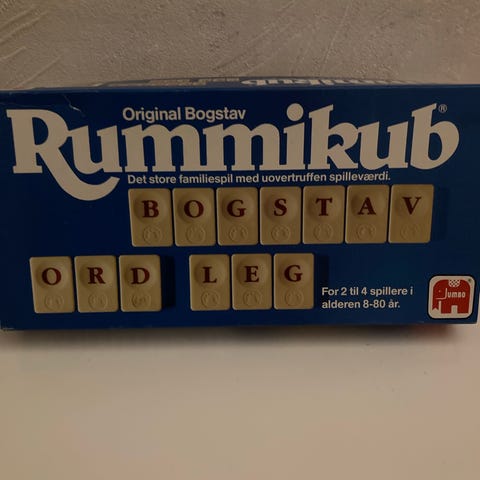 Original Bogstav
Rummikub®
Det store familiespil med uovertruffen spilleværdi.
BOGSTAV
ORD LEG
For 2 til 4 spillere i
alderen 8-80 år.
JUMBO